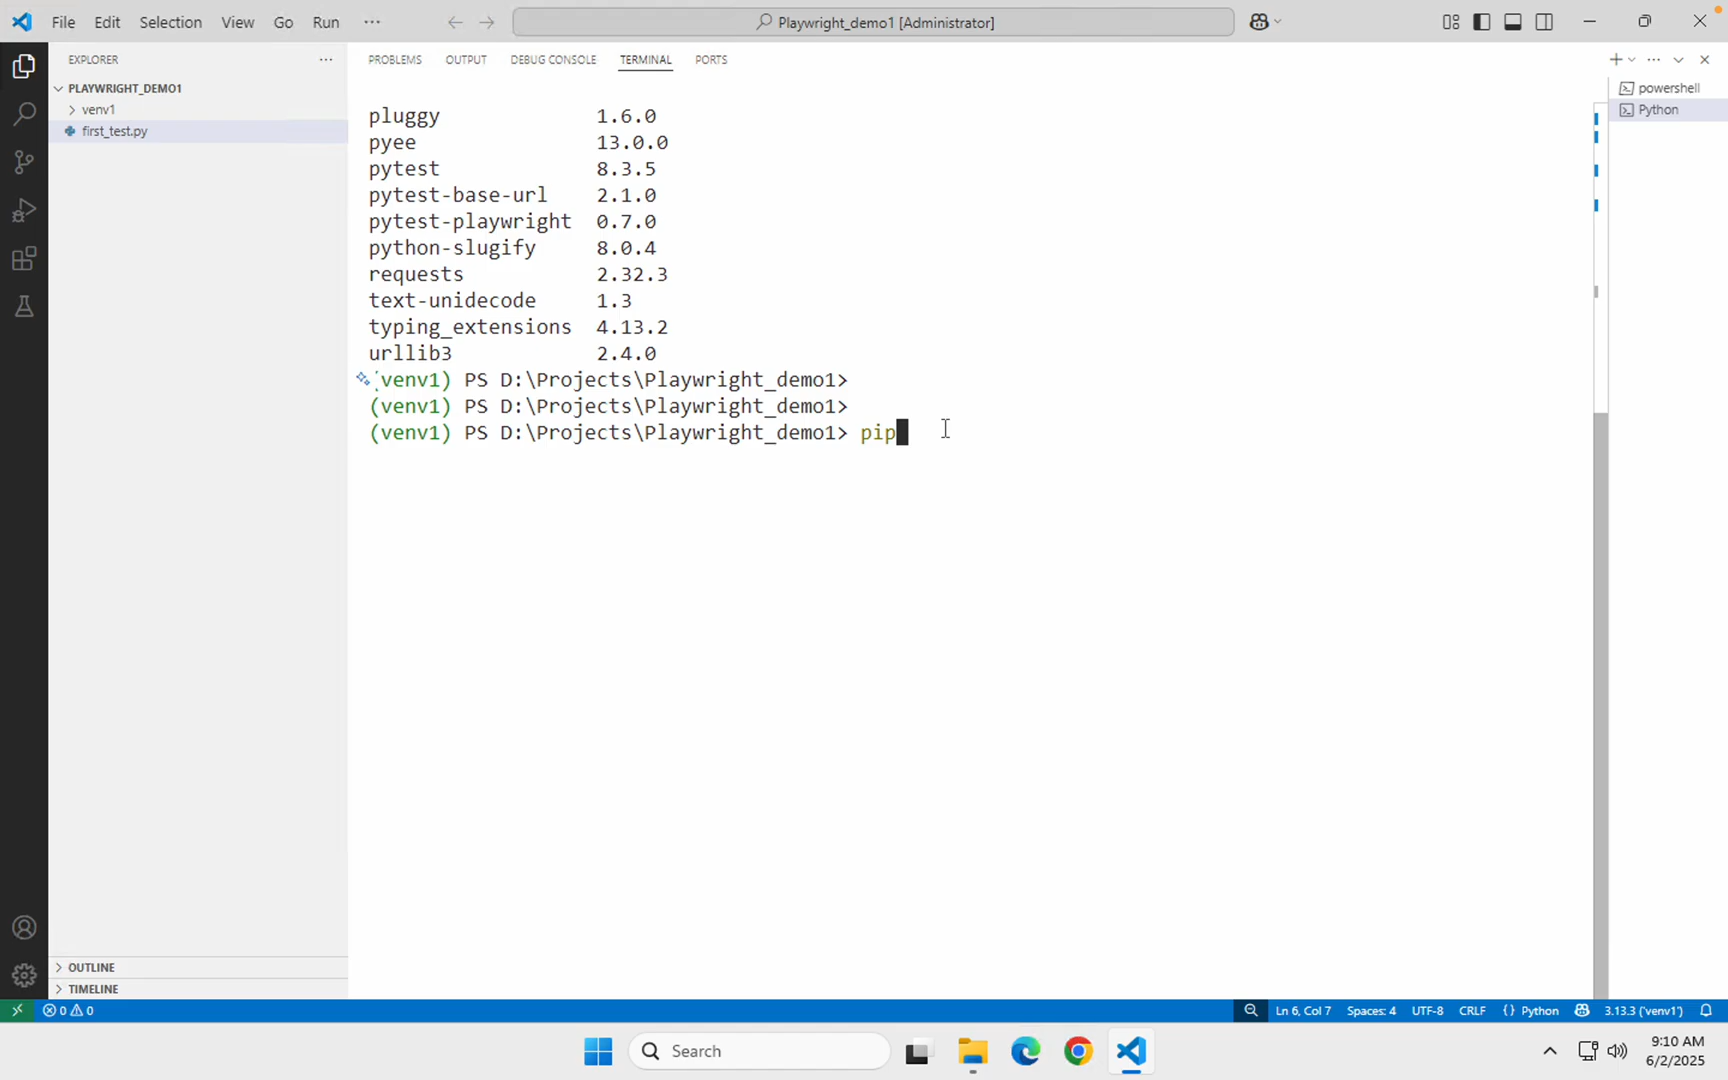 File Edit Selection View Go Run ···
Playwright_demo1 [Administrator]
EXPLORER ···
PLAYWRIGHT_DEMO1
venv1
first_test.py
PROBLEMS OUTPUT DEBUG CONSOLE TERMINAL PORTS
powershell
Python
pluggy 1.6.0
pyee 13.0.0
pytest 8.3.5
pytest-base-url 2.1.0
pytest-playwright 0.7.0
python-slugify 8.0.4
requests 2.32.3
text-unidecode 1.3
typing_extensions 4.13.2
urllib3 2.4.0
(venv1) PS D:\Projects\Playwright_demo1>
(venv1) PS D:\Projects\Playwright_demo1>
(venv1) PS D:\Projects\Playwright_demo1> pip
OUTLINE
TIMELINE
0 0 Ln 6, Col 7 Spaces: 4 UTF-8 CRLF {} Python 3.13.3 ('venv1')
Search
9:10 AM
6/2/2025